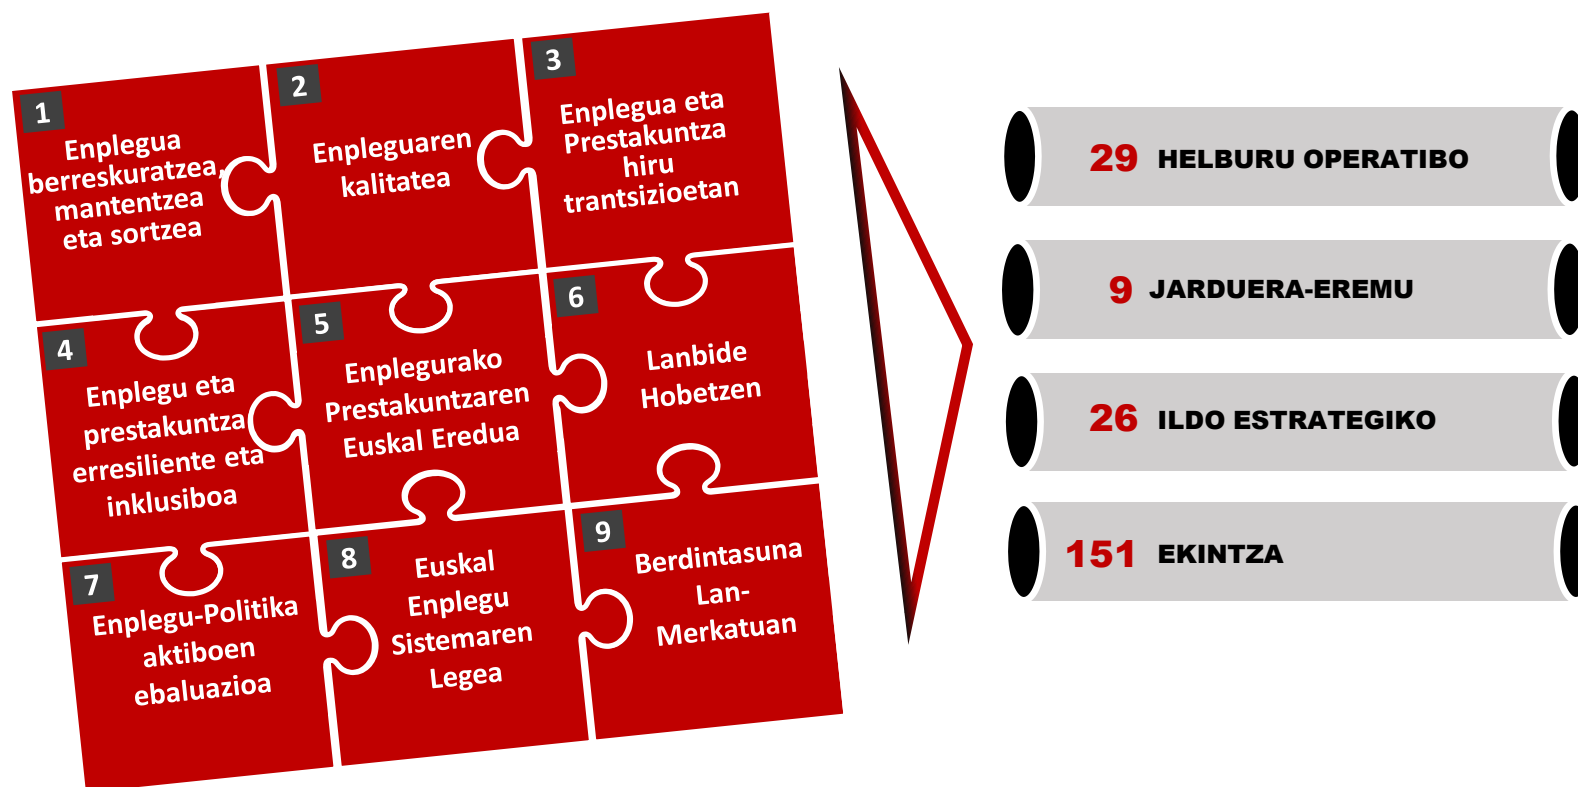 1
Enplegua
berreskuratzea,
mantentzea
eta sortzea
2
Enpleguaren
kalitatea
3
Enplegua eta
Prestakuntza
hiru
trantsizioetan
4
Enplegu eta
prestakuntza
erresiliente eta
inklusiboa
5
Enplegurako
Prestakuntzaren
Euskal Eredua
6
Lanbide
Hobetzen
7
Enplegu-Politika
aktiboen
ebaluazioa
8
Euskal
Enplegu
Sistemaren
Legea
9
Berdintasuna
Lan-
Merkatuan
29 HELBURU OPERATIBO
9 JARDUERA-EREMU
26 ILDO ESTRATEGIKO
151 EKINTZA